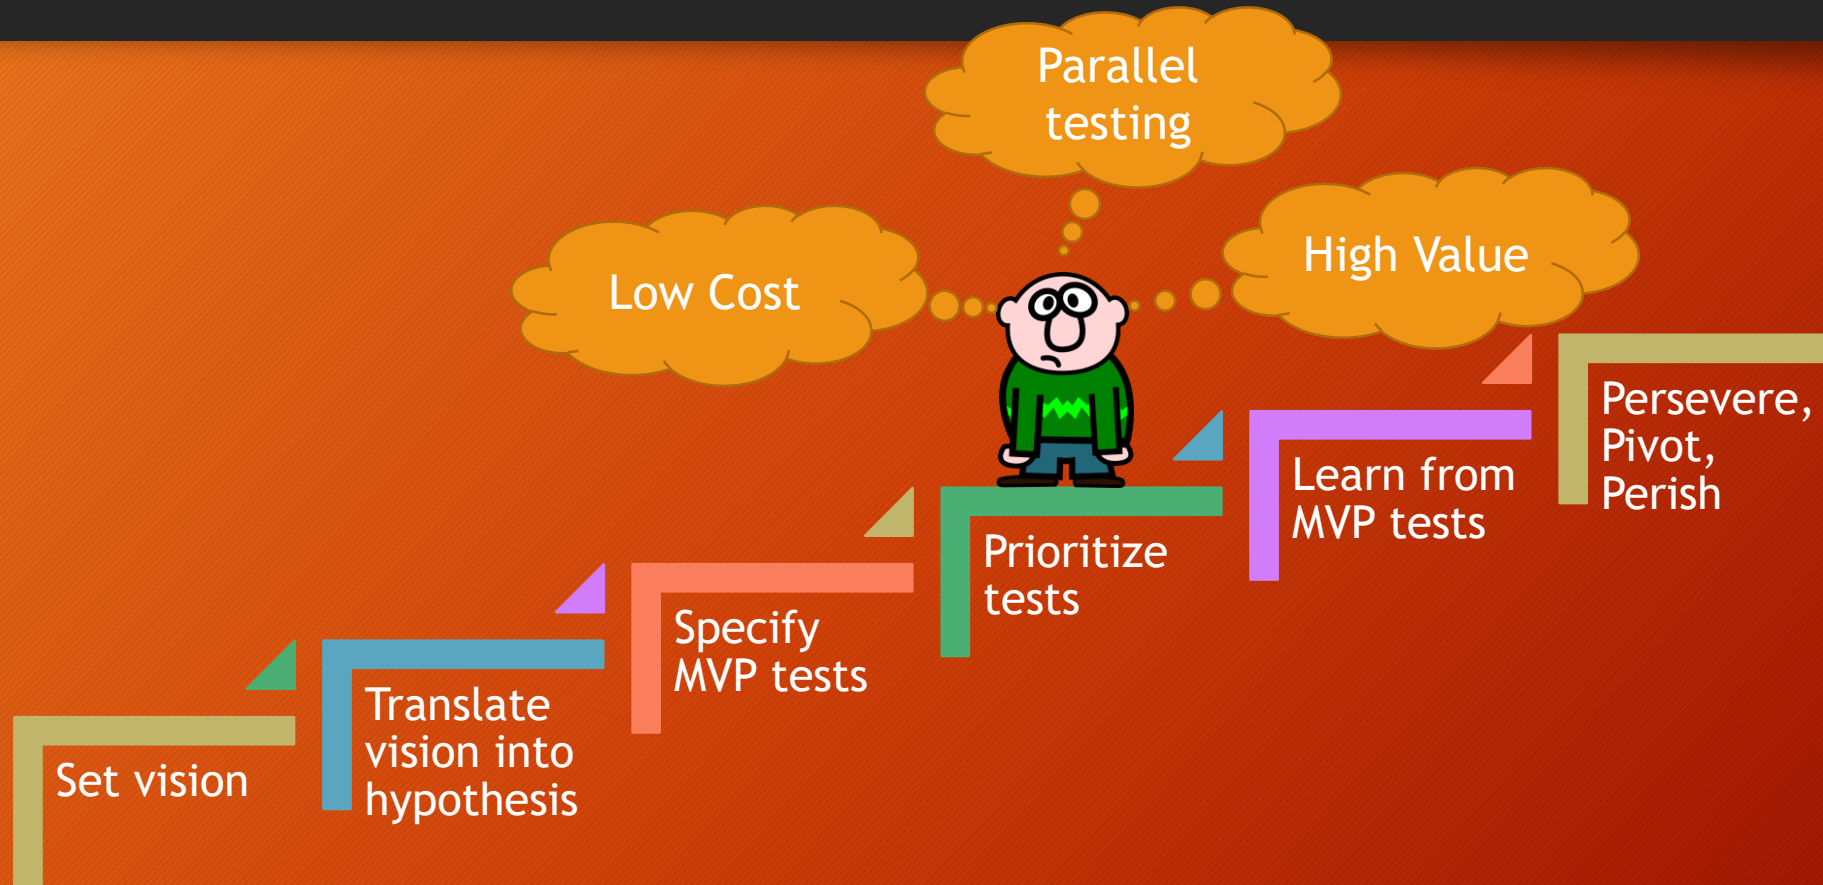 Parallel
testing
Low Cost
High Value
Set vision
Translate
vision into
hypothesis
Specify
MVP tests
Prioritize
tests
Learn from
MVP tests
Persevere,
Pivot,
Perish